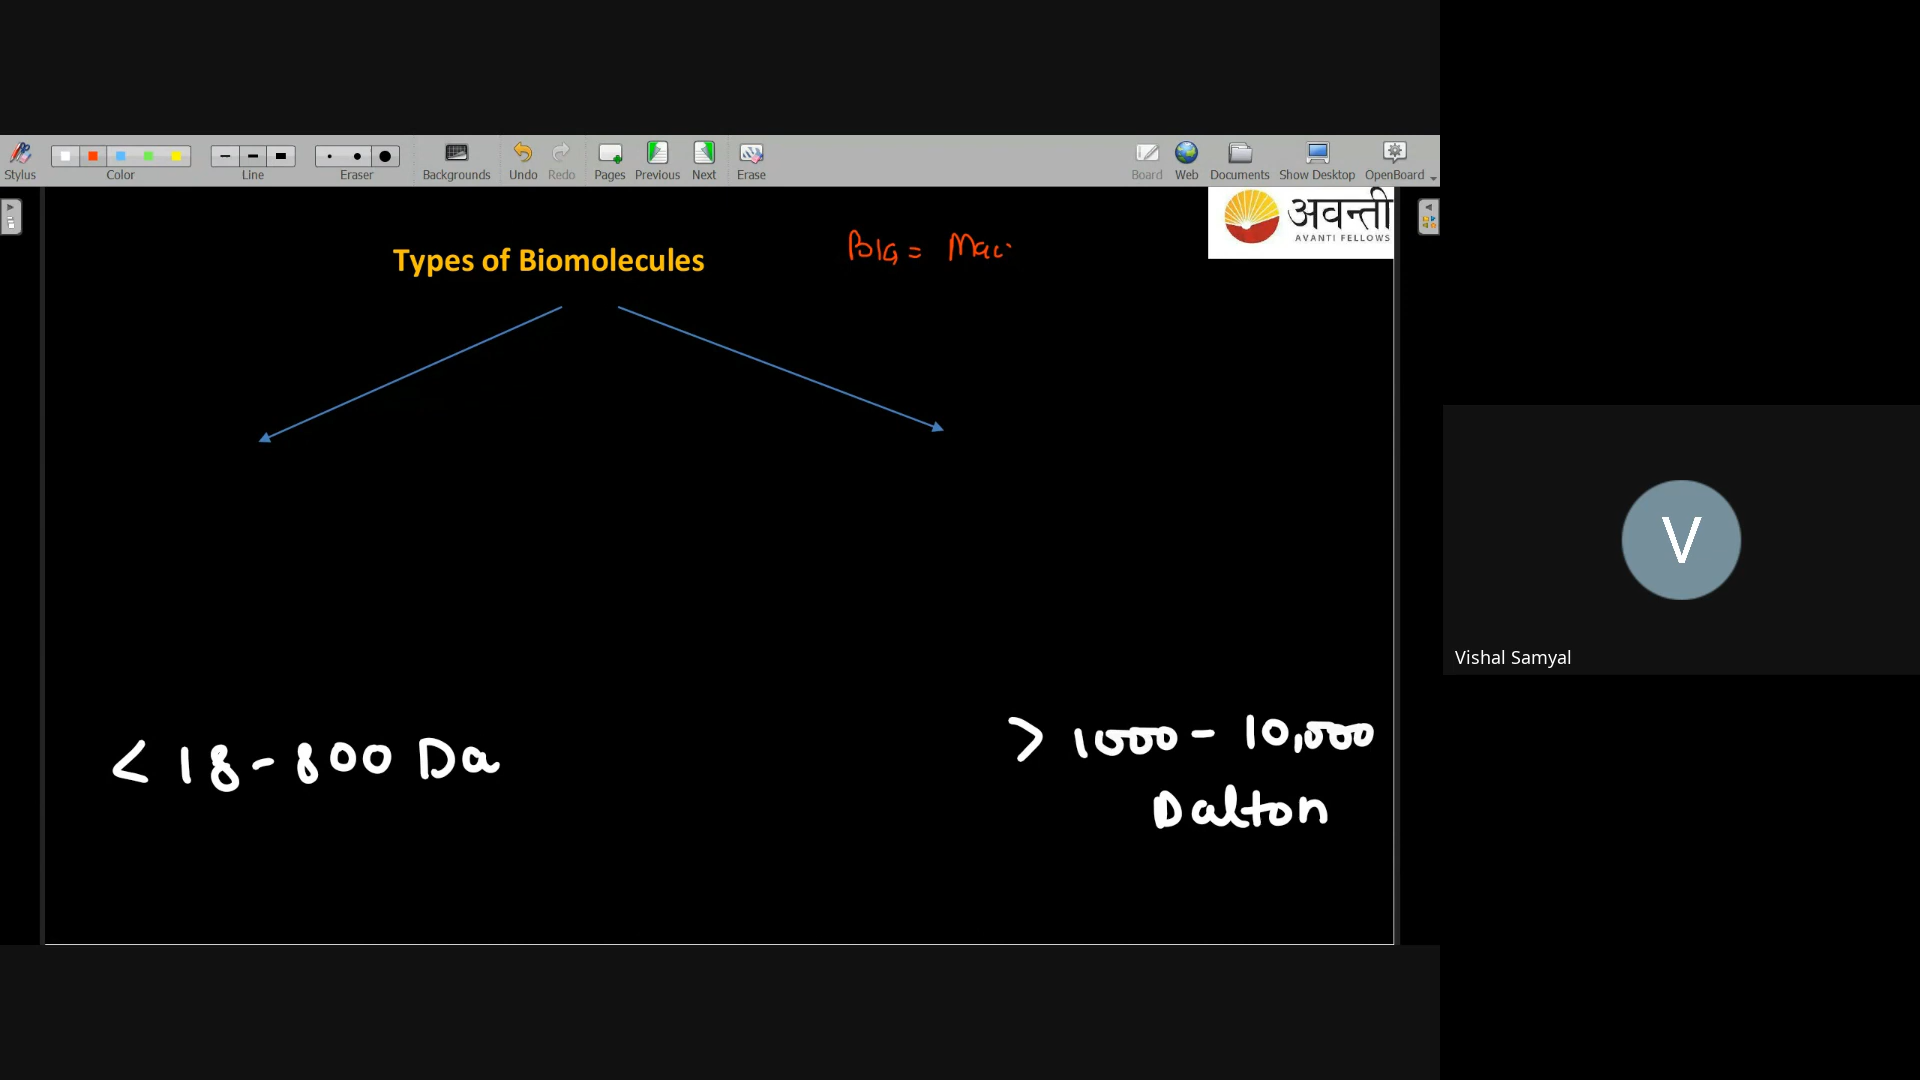 Stylus
Color
Line
Eraser
Backgrounds
Undo
Redo
Pages
Previous
Next
Erase
Board
Web
Documents
Show Desktop
OpenBoard
अवन्ती
AVANTI FELLOWS
Types of Biomolecules
BIG =
< 18 - 800 Da
> 1000 - 10,000
Dalton
V
Vishal Samyal